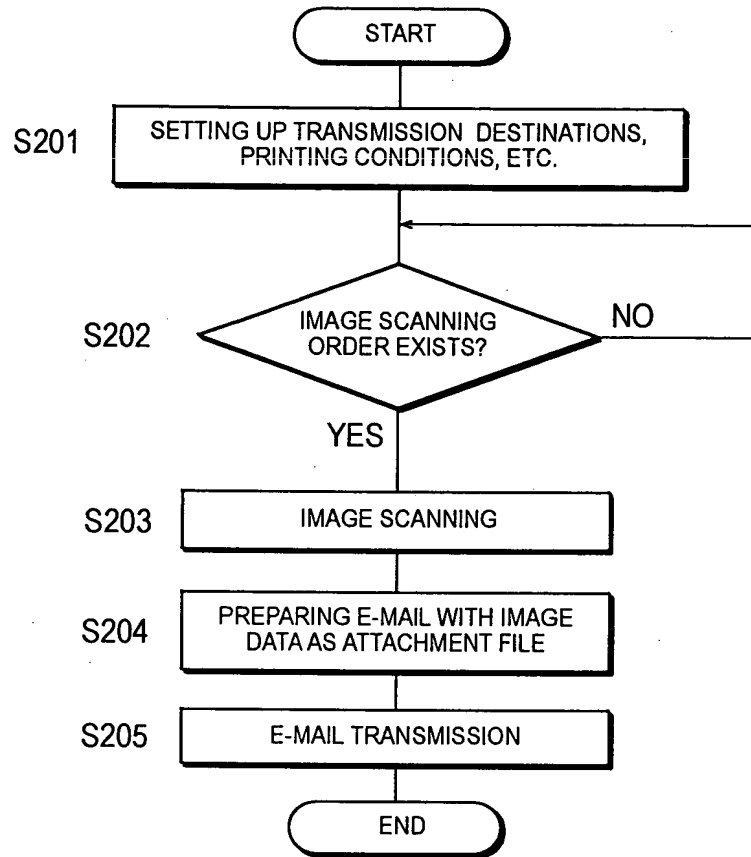 START
S201
SETTING UP TRANSMISSION DESTINATIONS,
PRINTING CONDITIONS, ETC.
S202
IMAGE SCANNING
ORDER EXISTS?
NO
YES
S203
IMAGE SCANNING
S204
PREPARING E-MAIL WITH IMAGE
DATA AS ATTACHMENT FILE
S205
E-MAIL TRANSMISSION
END